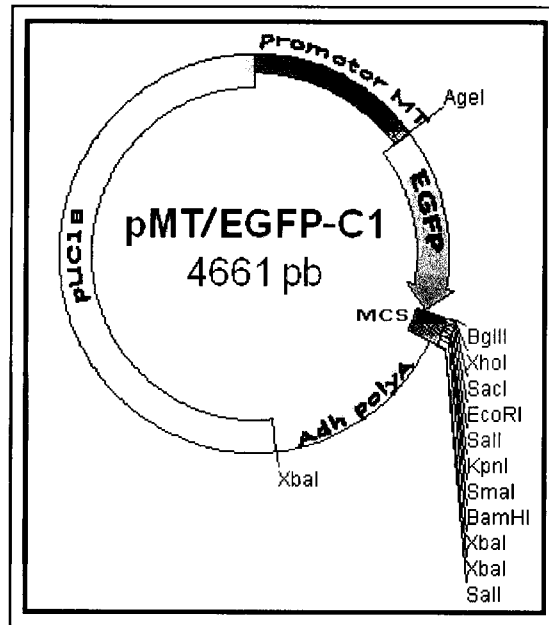 promotor MT
AgeI
EGFP
pMT/EGFP-C1
4661 pb
pUC18
MCS
BglII
XhoI
SacI
EcoRI
SalI
KpnI
SmaI
BamHI
XbaI
XbaI
SalI
Adh polyA
XbaI